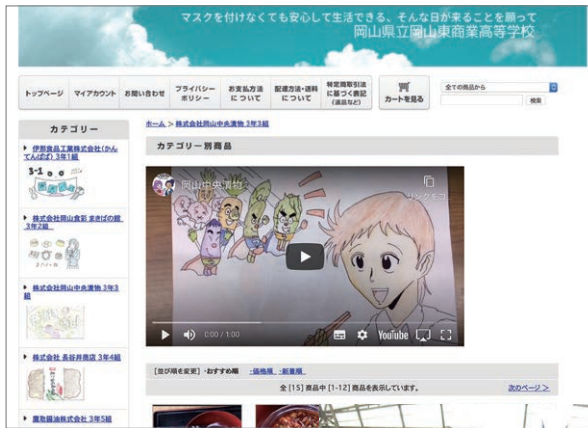 マスクを付けなくても安心して生活できる、そんな日が来ることを願って
岡山県立岡山東商業高等学校
トップページ
マイアカウント
お問い合わせ
プライバシー
ポリシー
お支払方法
について
配達方法・送料
について
特定商取引法
に基づく表記
(返品など)
カートを見る
全ての商品から
検索
カテゴリー
伊那食品工業株式会社(かん
てんぱぱ) 3年1組
株式会社岡山食彩 まきばの館
3年2組
株式会社岡山中央漬物 3年3
組
株式会社 長谷井商店 3年4組
鷹取醤油株式会社 3年5組
ホーム > 株式会社岡山中央漬物 3年3組
カテゴリー別商品
岡山中央漬物
0:00 / 1:00
YouTube
[並び順を変更] ・おすすめ順 ・価格順 ・新着順
全 [15] 商品中 [1-12] 商品を表示しています。
次のページ >